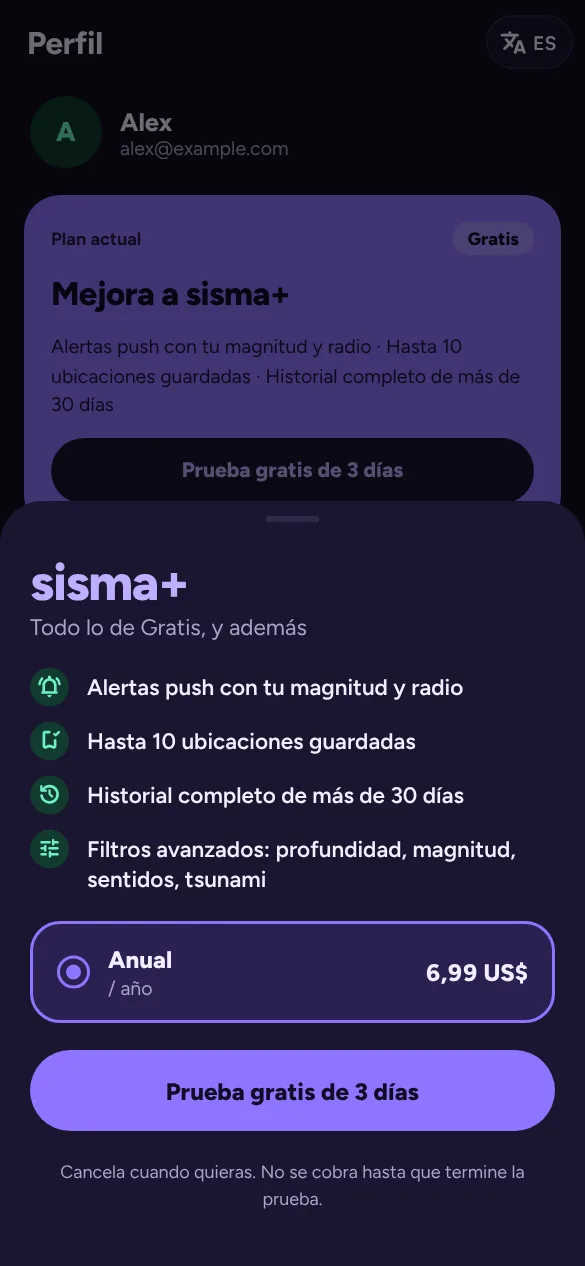 Perfil
ES
A
Alex
alex@example.com
Plan actual
Gratis
Mejora a sisma+
Alertas push con tu magnitud y radio · Hasta 10
ubicaciones guardadas · Historial completo de más de
30 días
Prueba gratis de 3 días
sisma+
Todo lo de Gratis, y además
Alertas push con tu magnitud y radio
Hasta 10 ubicaciones guardadas
Historial completo de más de 30 días
Filtros avanzados: profundidad, magnitud,
sentidos, tsunami
Anual
/ año
6,99 US$
Prueba gratis de 3 días
Cancela cuando quieras. No se cobra hasta que termine la
prueba.